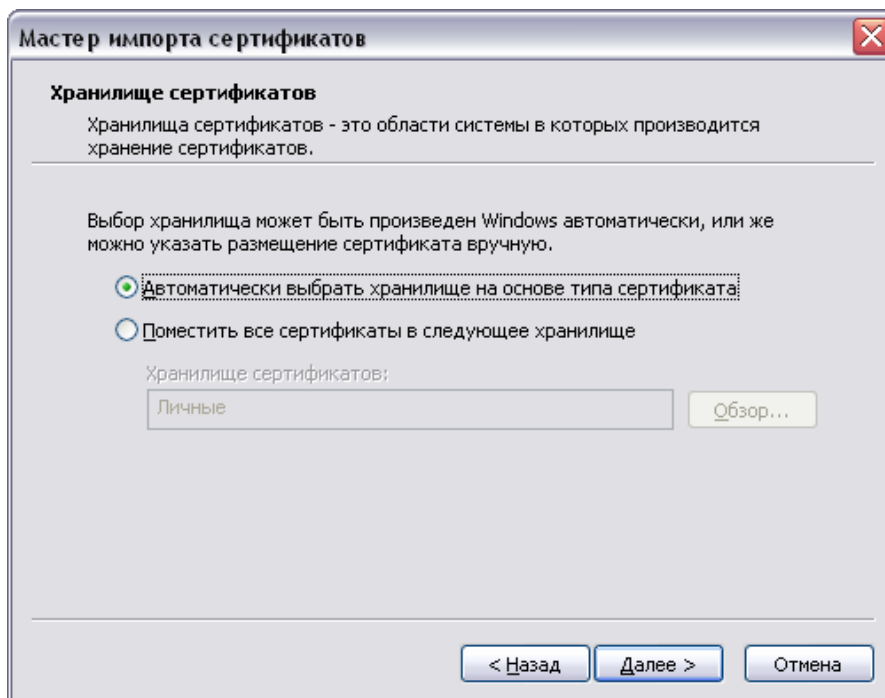 Мастер импорта сертификатов
Хранилище сертификатов
Хранилища сертификатов - это области системы в которых производится
хранение сертификатов.
Выбор хранилища может быть произведен Windows автоматически, или же
можно указать размещение сертификата вручную.
Автоматически выбрать хранилище на основе типа сертификата
Поместить все сертификаты в следующее хранилище
Хранилище сертификатов:
Личные
Обзор...
< Назад
Далее >
Отмена